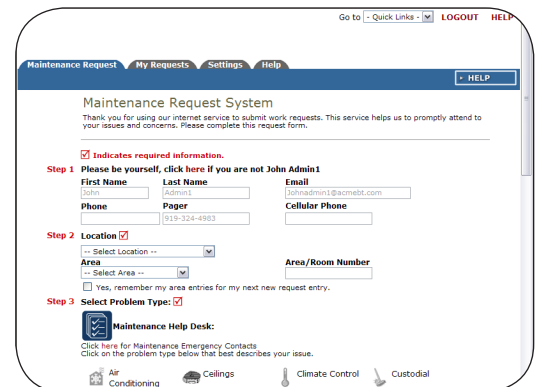 Go to - Quick Links - LOGOUT HELP
Maintenance Request My Requests Settings Help
HELP
Maintenance Request System
Thank you for using our internet service to submit work requests. This service helps us to promptly attend to
your issues and concerns. Please complete this request form.
Indicates required information.
Step 1 Please be yourself, click here if you are not John Admin1
First Name Last Name Email
John Admin1 Johnadmin1@acmebt.com
Phone Pager Cellular Phone
919-324-4983
Step 2 Location
-- Select Location --
Area Area/Room Number
-- Select Area --
Yes, remember my area entries for my next new request entry.
Step 3 Select Problem Type:
Maintenance Help Desk:
Click here for Maintenance Emergency Contacts
Click on the problem type below that best describes your issue.
Air Ceilings Climate Control Custodial
Conditioning